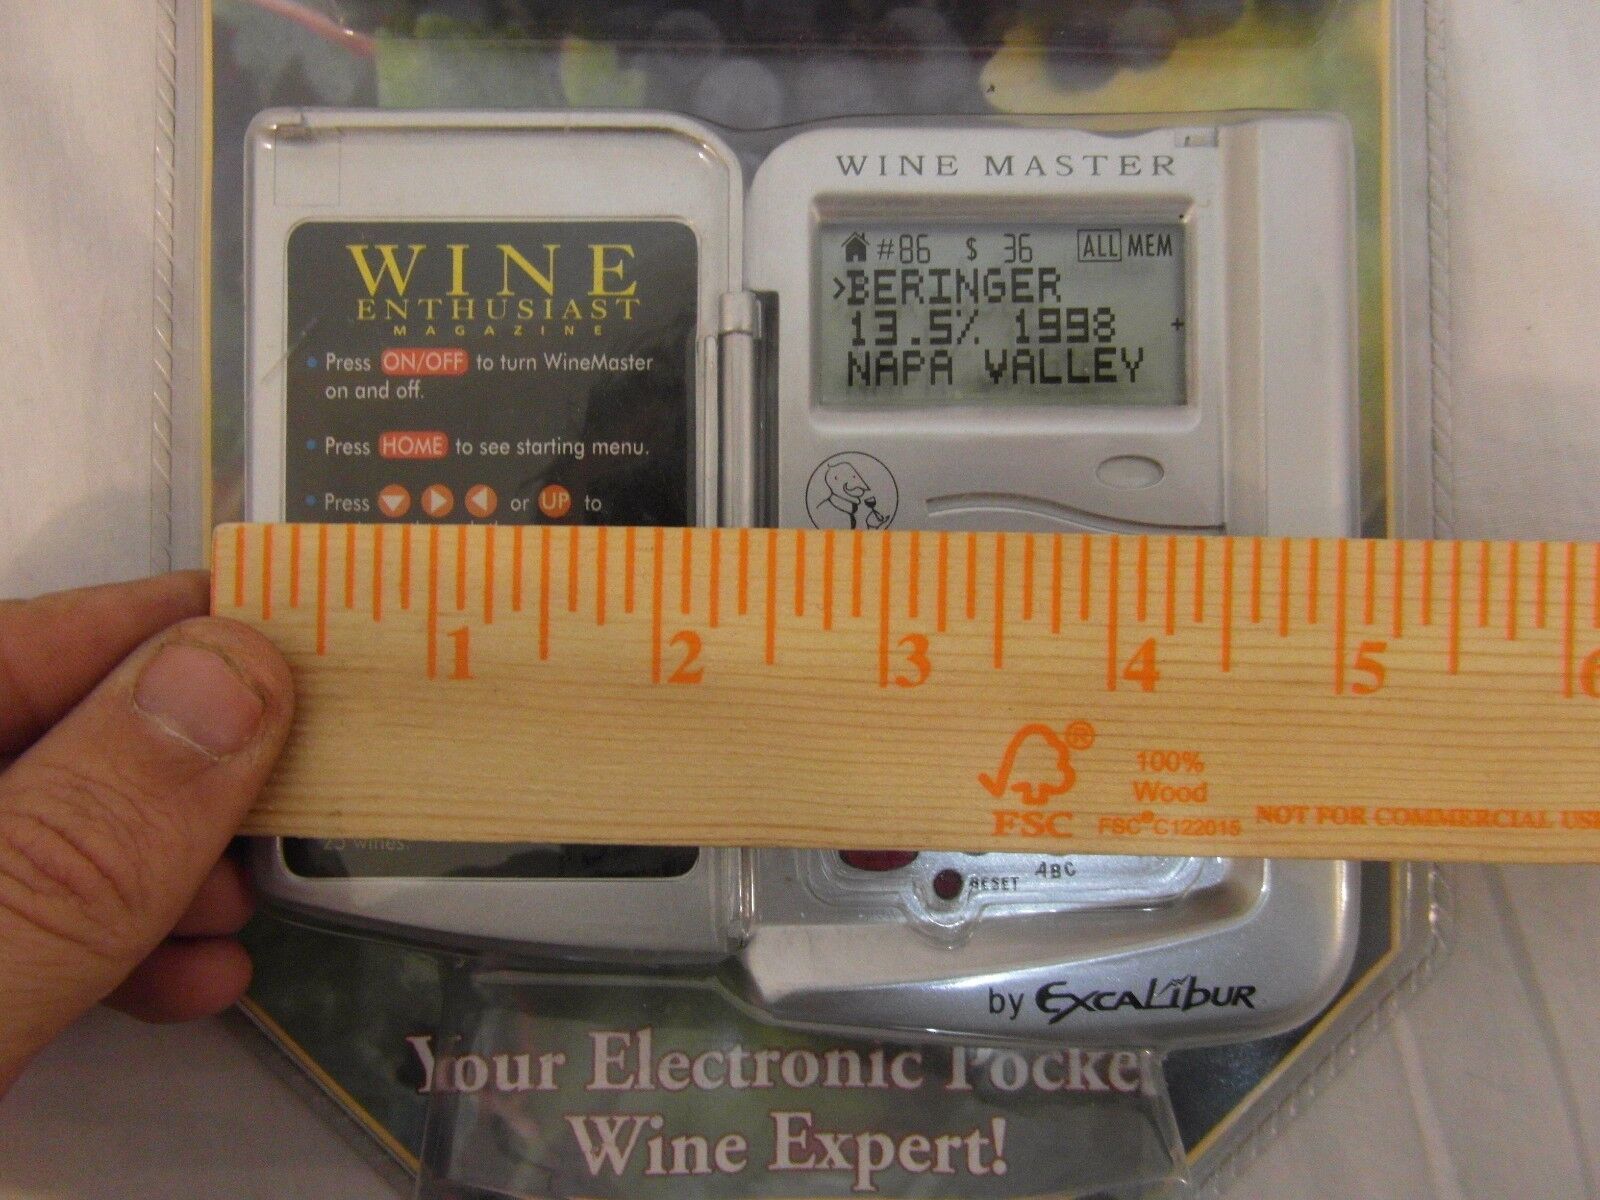 WINE MASTER
#86 $ 36 ALL MEM
>BERINGER
13.5% 1998 +
NAPA VALLEY
WINE
ENTHUSIAST
MAGAZINE
• Press ON/OFF to turn WineMaster
on and off.
• Press HOME to see starting menu.
• Press ▼ ▶ ◀ or UP to
1 2 3 4 5 6
100%
Wood
FSC® C122015
FSC
NOT FOR COMMERCIAL USE
25 wines.
RESET ABC
by EXCALIBUR
Your Electronic Pocket
Wine Expert!